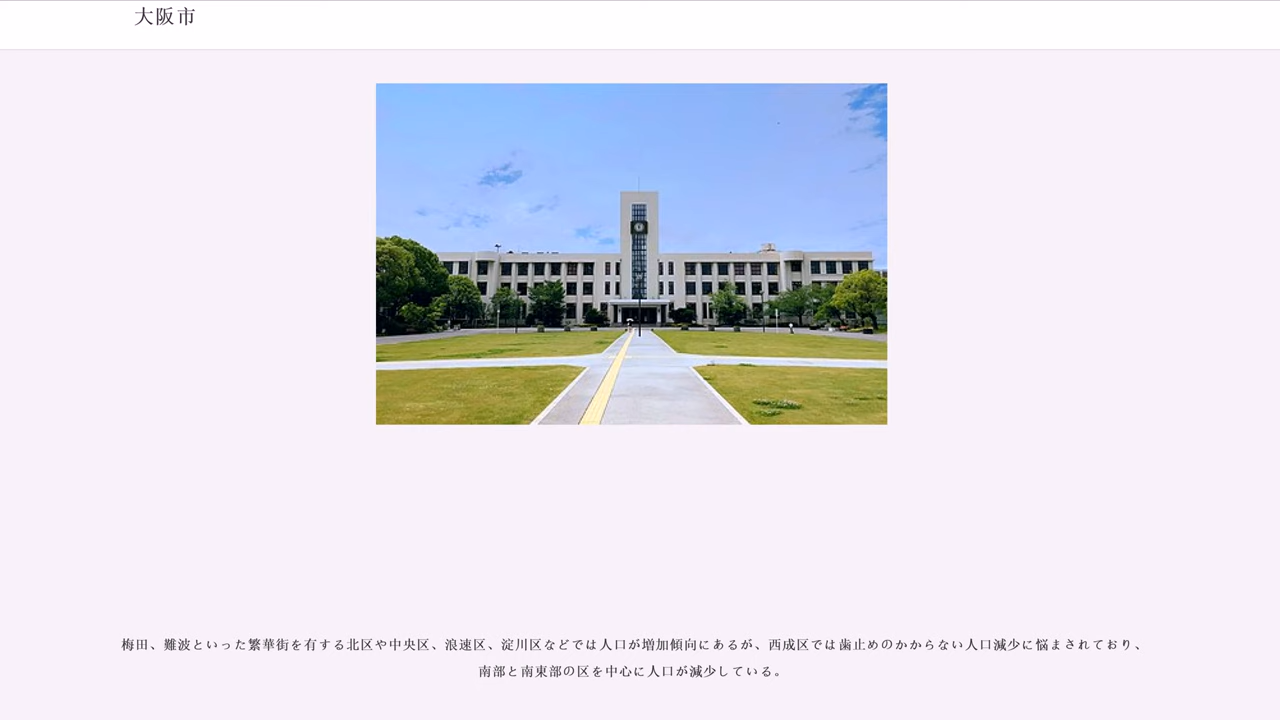 大阪市
梅田、難波といった繁華街を有する北区や中央区、浪速区、淀川区などでは人口が増加傾向にあるが、西成区では歯止めのかからない人口減少に悩まされており、
南部と南東部の区を中心に人口が減少している。